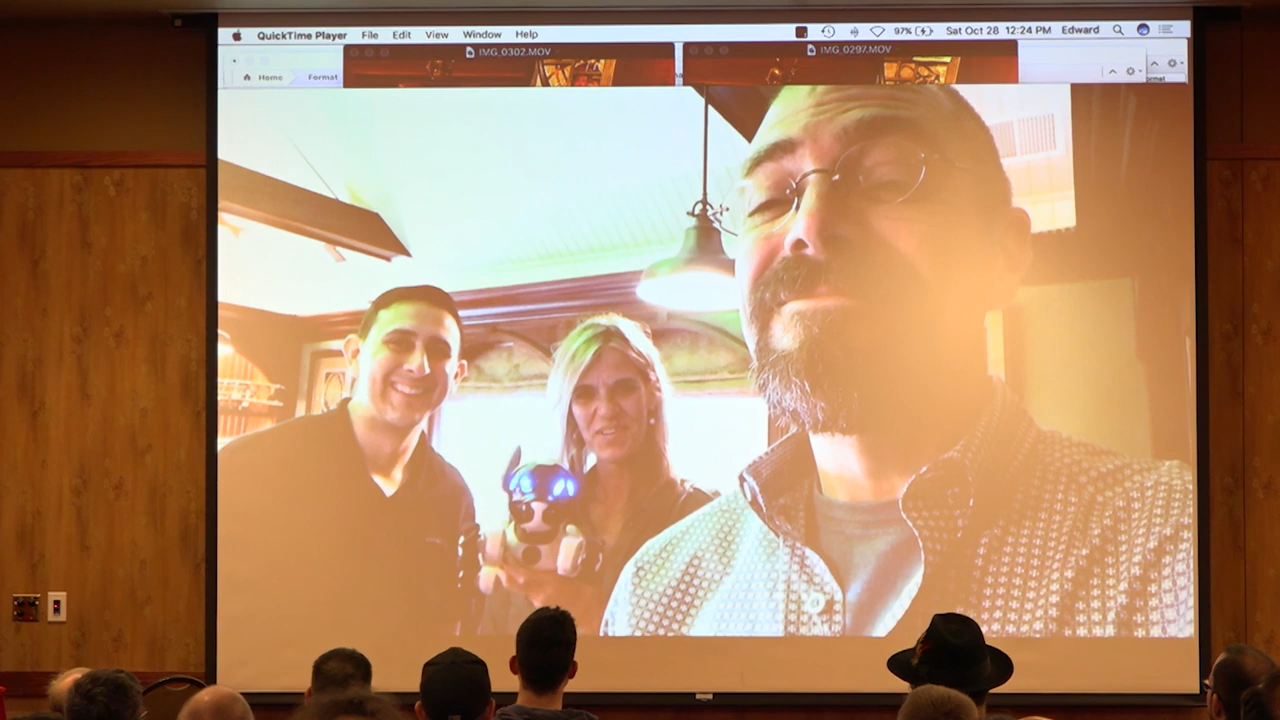 QuickTime Player File Edit View Window Help 97% Sat Oct 28 12:24 PM Edward
IMG_0302.MOV IMG_0297.MOV
Home Format